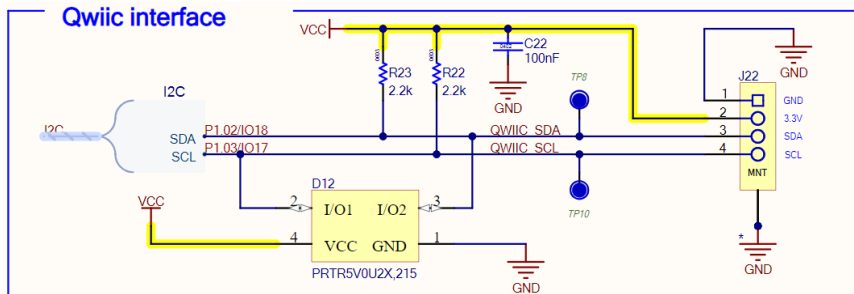 Qwiic interface
VCC
C22
100nF
GND
R23
2.2k
R22
2.2k
TP8
GND
J22
I2C
I2C
SDA
SCL
P1.02/IO18
P1.03/IO17
QWIIC_SDA
QWIIC_SCL
1 GND
2 3.3V
3 SDA
4 SCL
MNT
TP10
D12
VCC
2 I/O1 I/O2 3
4 VCC GND 1
PRTR5V0U2X,215
GND
*
GND